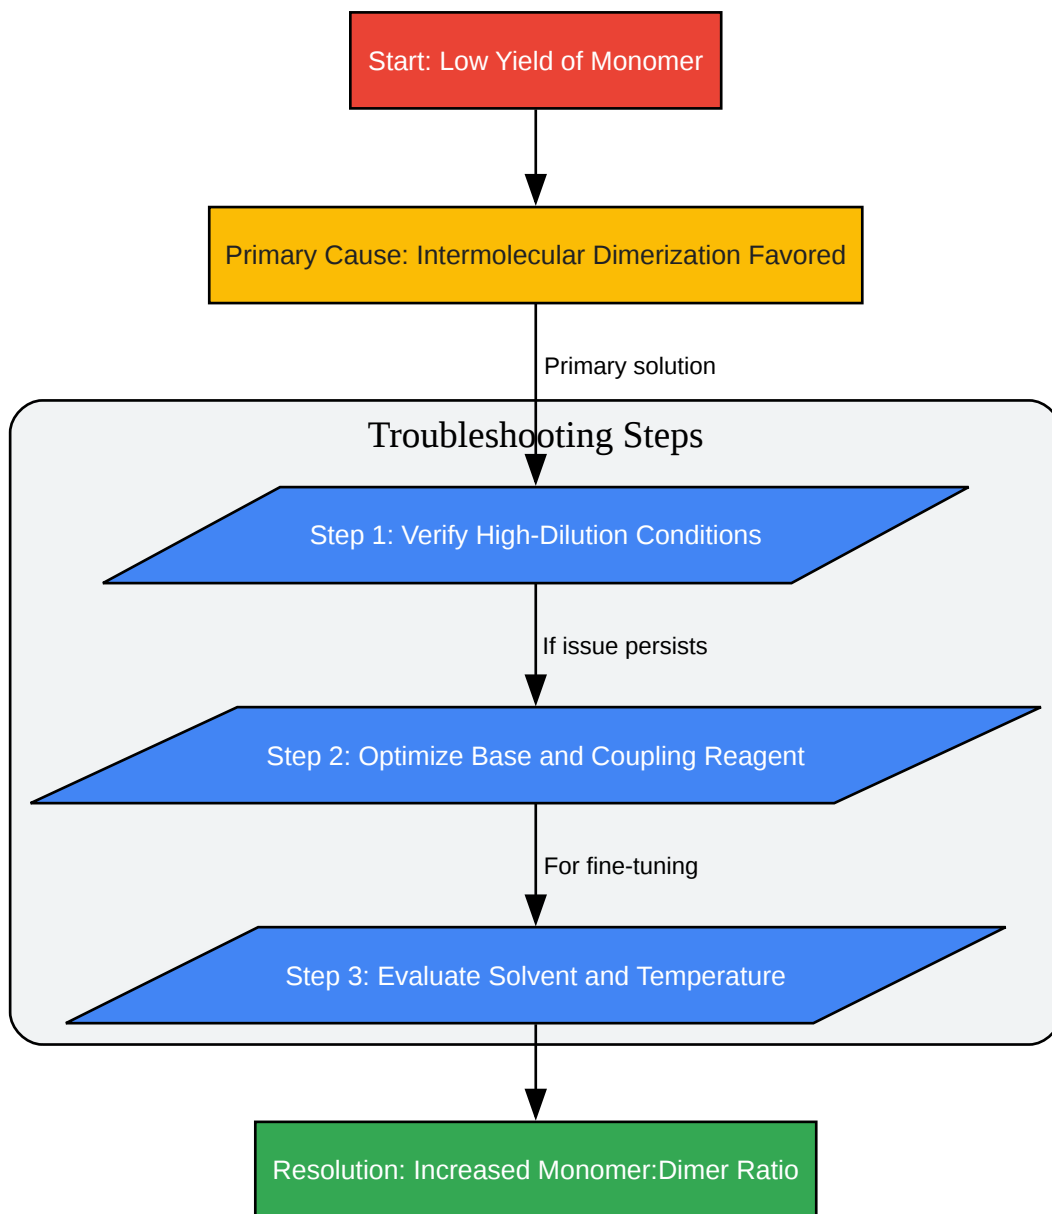 Start: Low Yield of Monomer
Primary Cause: Intermolecular Dimerization Favored
Primary solution
Troubleshooting Steps
Step 1: Verify High-Dilution Conditions
If issue persists
Step 2: Optimize Base and Coupling Reagent
For fine-tuning
Step 3: Evaluate Solvent and Temperature
Resolution: Increased Monomer:Dimer Ratio